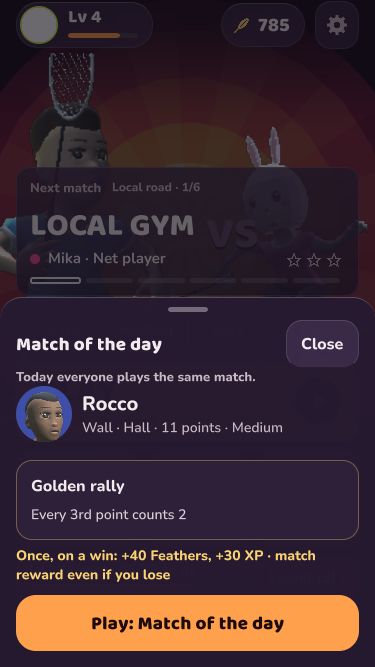 Lv 4
785
Next match Local road · 1/6
LOCAL GYM
VS
Mika · Net player
Match of the day
Close
Today everyone plays the same match.
Rocco
Wall · Hall · 11 points · Medium
Golden rally
Every 3rd point counts 2
Once, on a win: +40 Feathers, +30 XP · match
reward even if you lose
Play: Match of the day